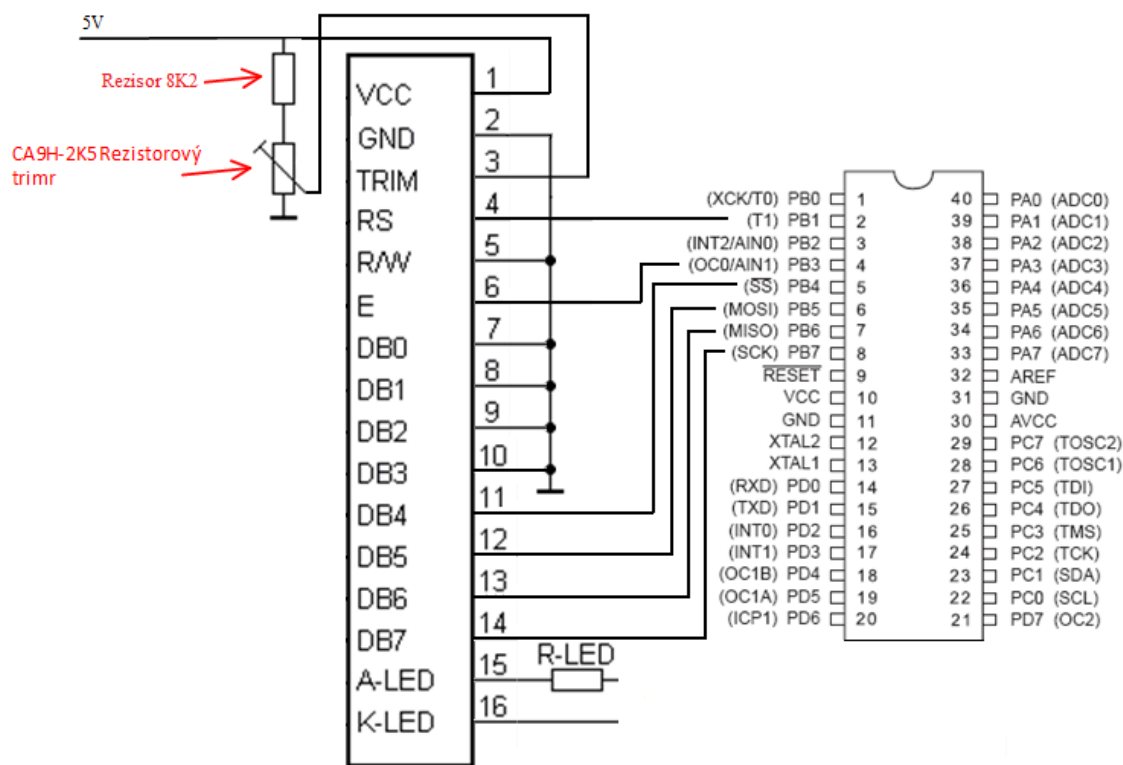 5V
Rezisor 8K2
CA9H-2K5 Rezistorový
trimr
VCC 1
GND 2
TRIM 3
RS 4
R/W 5
E 6
DB0 7
DB1 8
DB2 9
DB3 10
DB4 11
DB5 12
DB6 13
DB7 14
A-LED 15
K-LED 16
R-LED
(XCK/T0) PB0 1 40 PA0 (ADC0)
(T1) PB1 2 39 PA1 (ADC1)
(INT2/AIN0) PB2 3 38 PA2 (ADC2)
(OC0/AIN1) PB3 4 37 PA3 (ADC3)
(SS) PB4 5 36 PA4 (ADC4)
(MOSI) PB5 6 35 PA5 (ADC5)
(MISO) PB6 7 34 PA6 (ADC6)
(SCK) PB7 8 33 PA7 (ADC7)
RESET 9 32 AREF
VCC 10 31 GND
GND 11 30 AVCC
XTAL2 12 29 PC7 (TOSC2)
XTAL1 13 28 PC6 (TOSC1)
(RXD) PD0 14 27 PC5 (TDI)
(TXD) PD1 15 26 PC4 (TDO)
(INT0) PD2 16 25 PC3 (TMS)
(INT1) PD3 17 24 PC2 (TCK)
(OC1B) PD4 18 23 PC1 (SDA)
(OC1A) PD5 19 22 PC0 (SCL)
(ICP1) PD6 20 21 PD7 (OC2)